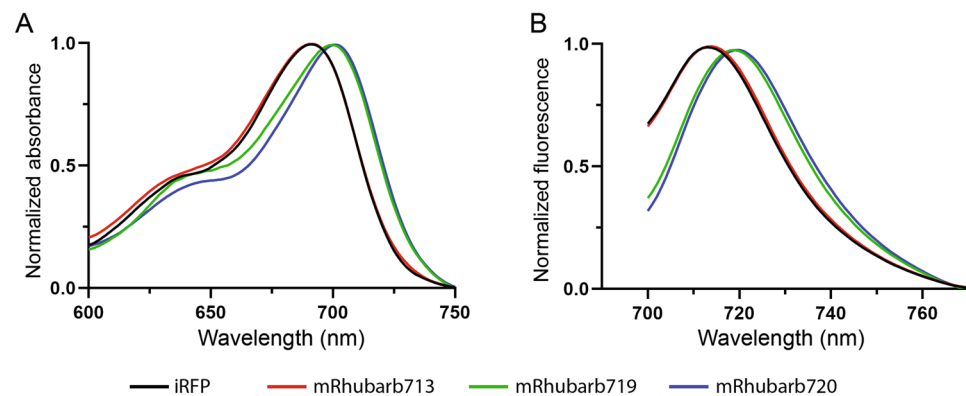 A
Normalized absorbance
1.0
0.5
0.0
600
650
700
750
Wavelength (nm)
B
Normalized fluorescence
1.0
0.5
0.0
700
720
740
760
Wavelength (nm)
iRFP
mRhubarb713
mRhubarb719
mRhubarb720